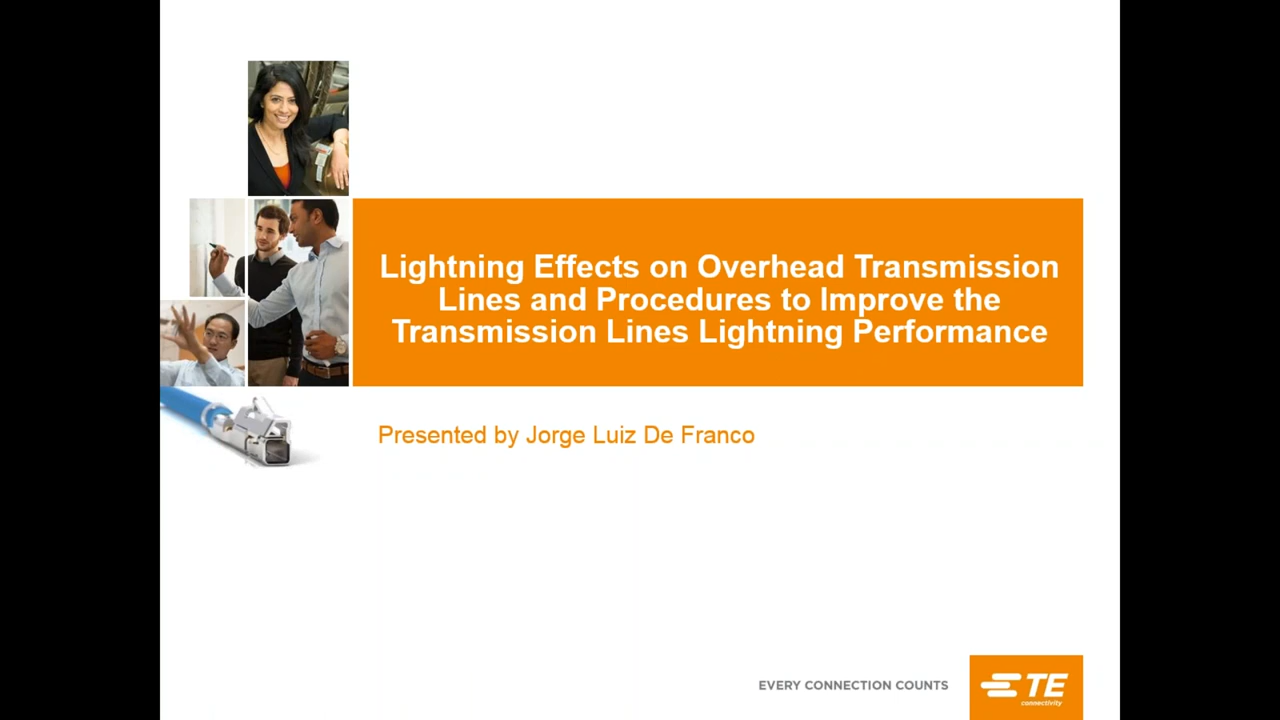 Lightning Effects on Overhead Transmission
Lines and Procedures to Improve the
Transmission Lines Lightning Performance
Presented by Jorge Luiz De Franco
EVERY CONNECTION COUNTS
TE
connectivity